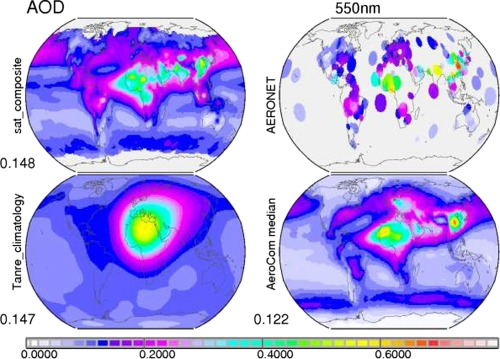 AOD
550nm
sat_composite
AERONET
0.148
Tanre_climatology
AeroCom median
0.147
0.122
0.0000 0.2000 0.4000 0.6000